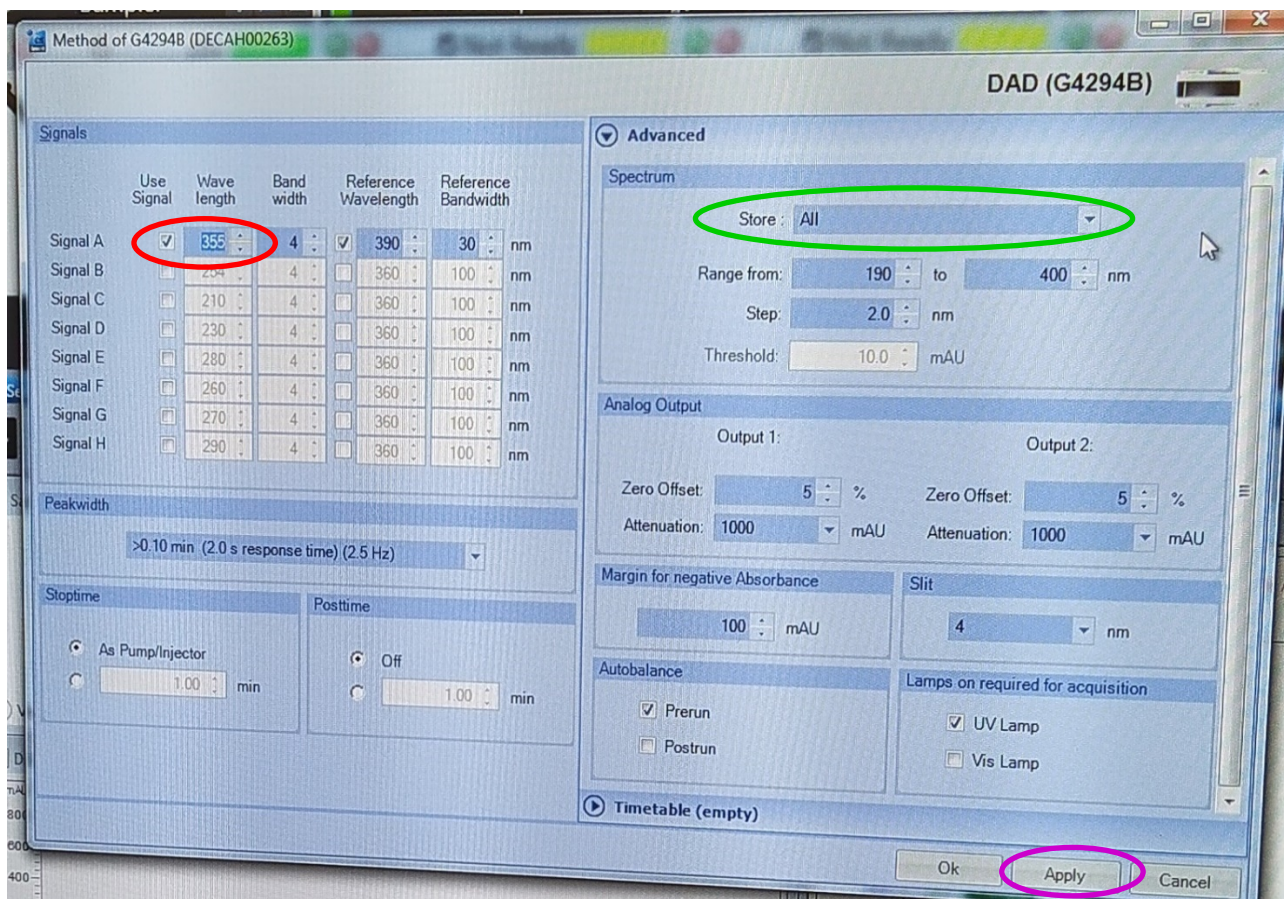 Method of G4294B (DECAH00263)
DAD (G4294B)
Signals
Use Signal
Wave length
Band width
Reference Wavelength
Reference Bandwidth
Signal A 355 4 390 30 nm
Signal B 254 4 360 100 nm
Signal C 210 4 360 100 nm
Signal D 230 4 360 100 nm
Signal E 280 4 360 100 nm
Signal F 260 4 360 100 nm
Signal G 270 4 360 100 nm
Signal H 290 4 360 100 nm
Peakwidth
>0.10 min (2.0 s response time) (2.5 Hz)
Stoptime
As Pump/Injector
1.00 min
Posttime
Off
1.00 min
Advanced
Spectrum
Store : All
Range from: 190 to 400 nm
Step: 2.0 nm
Threshold: 10.0 mAU
Analog Output
Output 1:
Zero Offset: 5 %
Attenuation: 1000 mAU
Output 2:
Zero Offset: 5 %
Attenuation: 1000 mAU
Margin for negative Absorbance
100 mAU
Slit
4 nm
Autobalance
Prerun
Postrun
Lamps on required for acquisition
UV Lamp
Vis Lamp
Timetable (empty)
Ok
Apply
Cancel
400